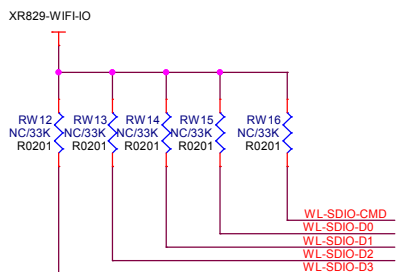 XR829-WIFI-IO
RW12 RW13 RW14 RW15 RW16
NC/33K NC/33K NC/33K NC/33K NC/33K
R0201 R0201 R0201 R0201 R0201
WL-SDIO-CMD
WL-SDIO-D0
WL-SDIO-D1
WL-SDIO-D2
WL-SDIO-D3